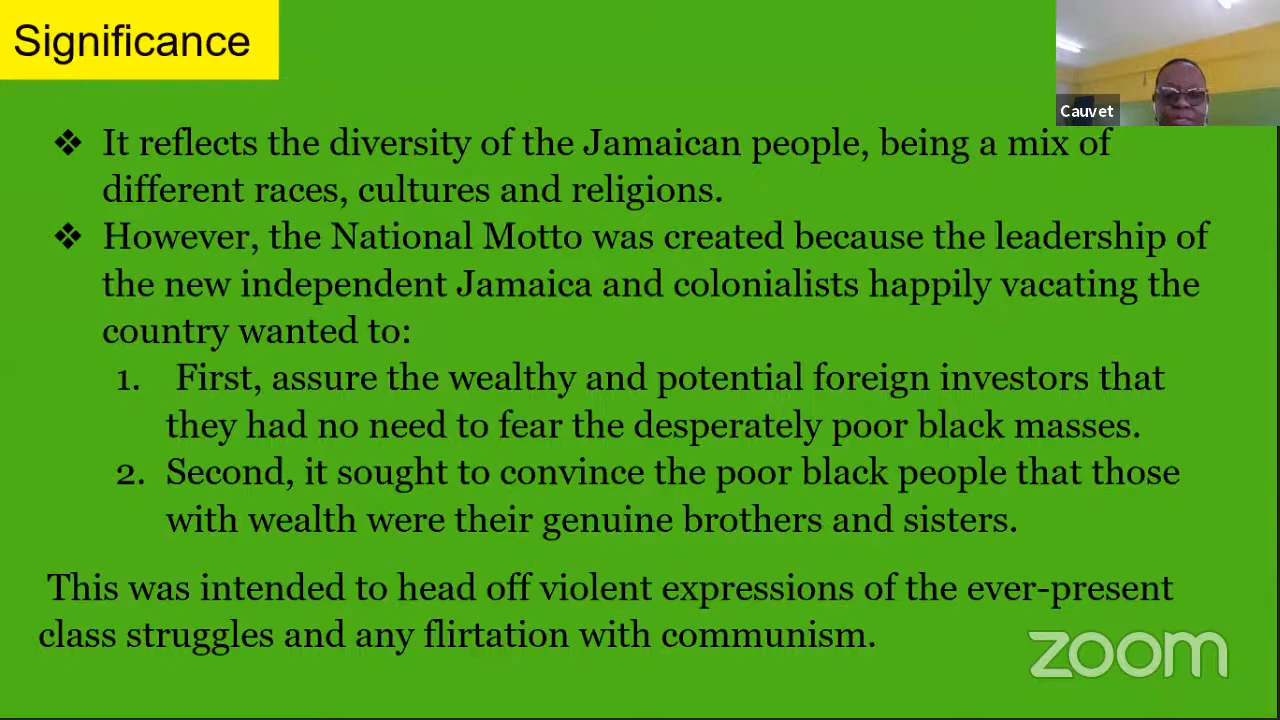 Significance
Cauvet
❖ It reflects the diversity of the Jamaican people, being a mix of
different races, cultures and religions.
❖ However, the National Motto was created because the leadership of
the new independent Jamaica and colonialists happily vacating the
country wanted to:
1. First, assure the wealthy and potential foreign investors that
they had no need to fear the desperately poor black masses.
2. Second, it sought to convince the poor black people that those
with wealth were their genuine brothers and sisters.
This was intended to head off violent expressions of the ever-present
class struggles and any flirtation with communism.
zoom